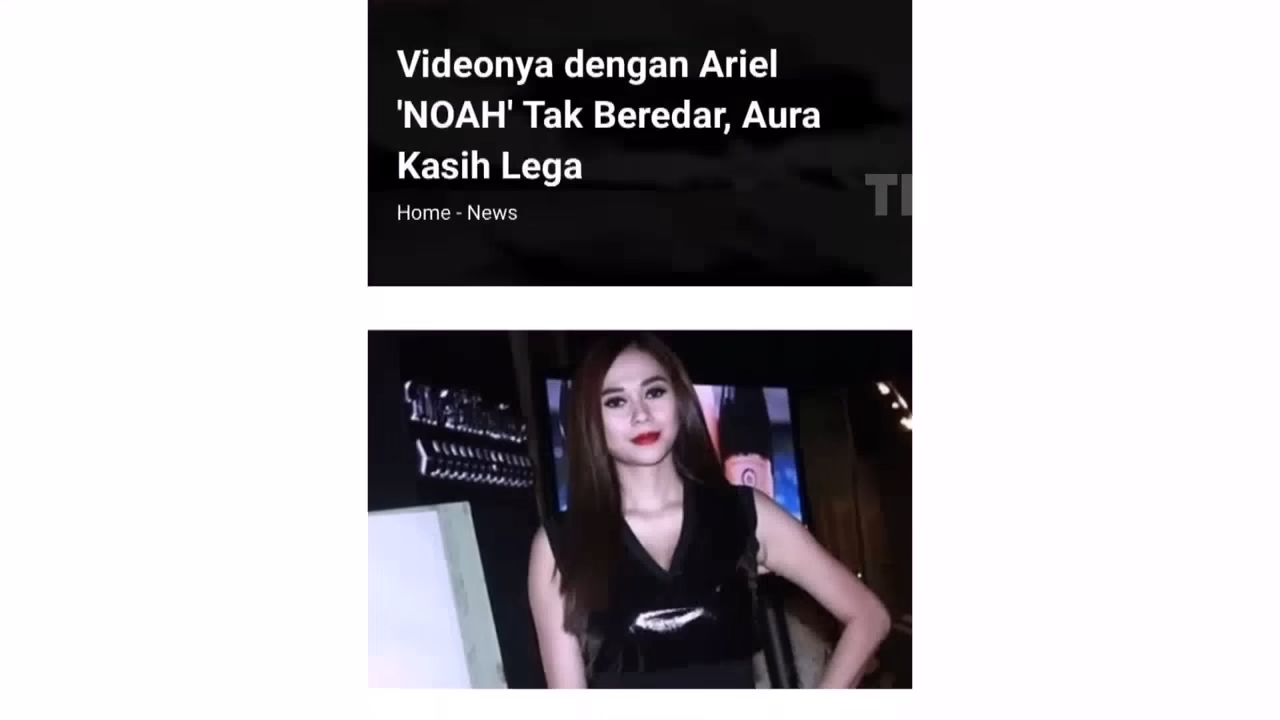 Videonya dengan Ariel
'NOAH' Tak Beredar, Aura
Kasih Lega
Home - News